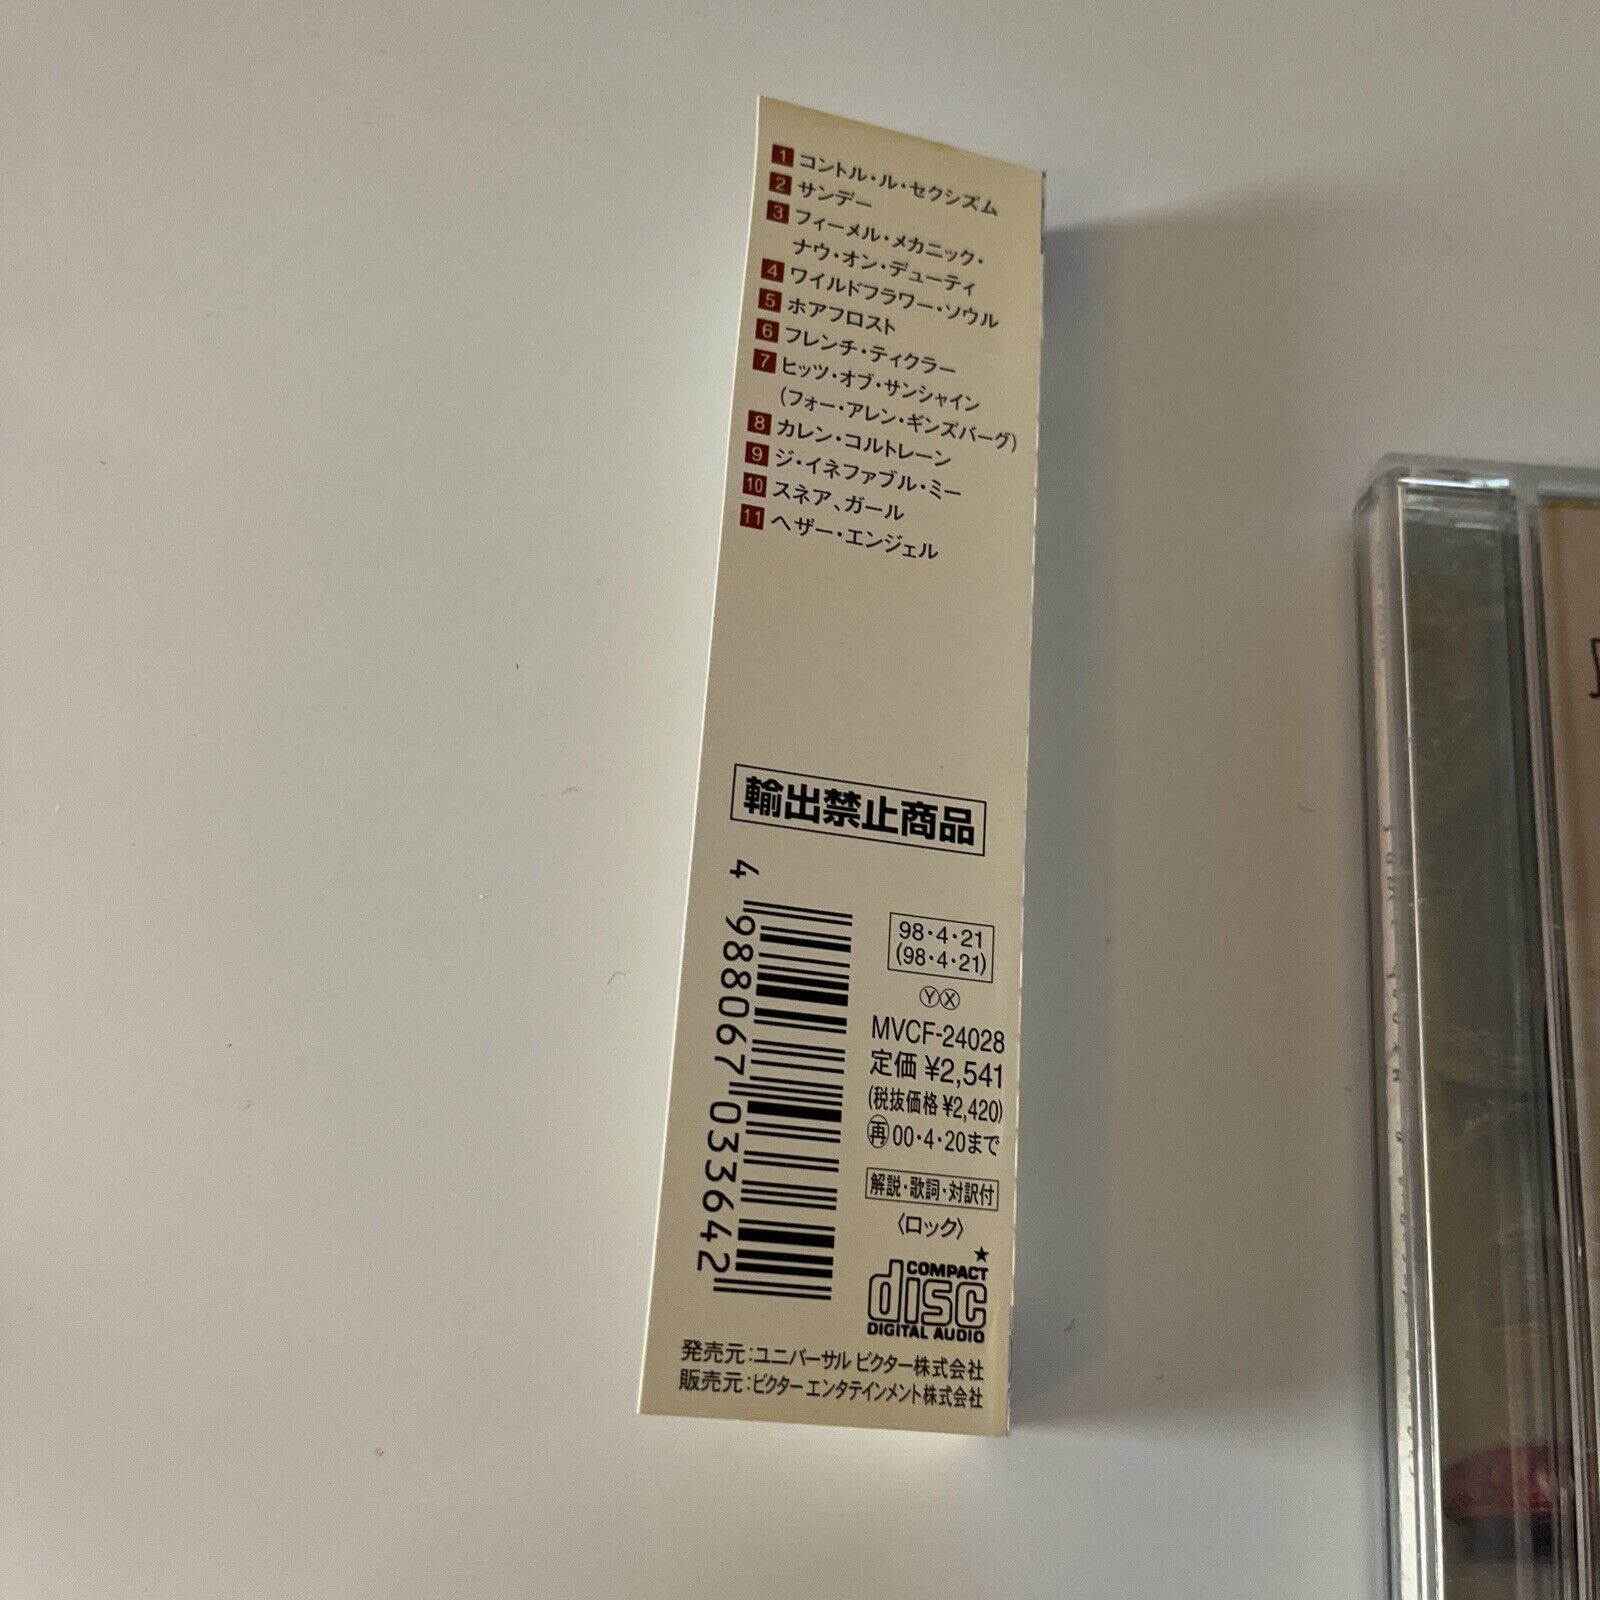 1 コントル・ル・セクシズム
2 サンデー
3 フィーメル・メカニック・
ナウ・オン・デューティ
4 ワイルドフラワー・ソウル
5 ホアフロスト
6 フレンチ・ティクラー
7 ヒッツ・オブ・サンシャイン
(フォー・アレン・ギンズバーグ)
8 カレン・コルトレーン
9 ジ・イネファブル・ミー
10 スネア、ガール
11 ヘザー・エンジェル
輸出禁止商品
4 988067 033642
98・4・21
(98・4・21)
ⓎⓍ
MVCF-24028
定価 ¥2,541
(税抜価格 ¥2,420)
再 00・4・20まで
解説・歌詞・対訳付
〈ロック〉
★
COMPACT
disc
DIGITAL AUDIO
発売元:ユニバーサル ビクター株式会社
販売元:ビクター エンタテインメント株式会社